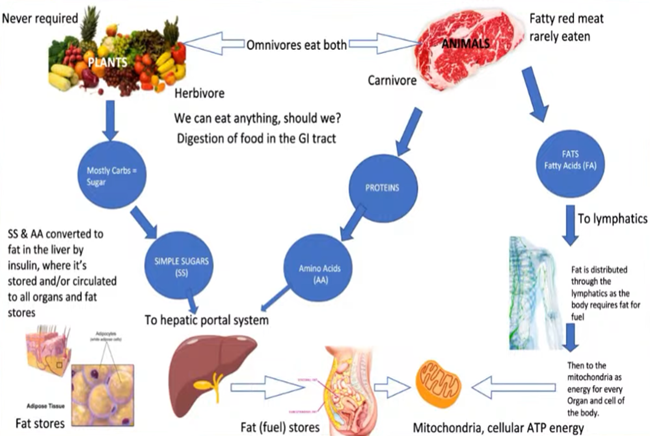 Never required
PLANTS
Omnivores eat both
ANIMALS
Fatty red meat
rarely eaten
Herbivore
Carnivore
We can eat anything, should we?
Digestion of food in the GI tract
Mostly Carbs =
Sugar
PROTEINS
FATS
Fatty Acids (FA)
To lymphatics
SS & AA converted to
fat in the liver by
insulin, where it's
stored and/or circulated
to all organs and fat
stores
SIMPLE SUGARS
(SS)
Amino Acids
(AA)
Fat is distributed
through the
lymphatics as the
body requires fat for
fuel
To hepatic portal system
Adipocytes
Adipose Tissue
Fat stores
Fat (fuel) stores
Then to the
mitochondria as
energy for every
Organ and cell of
the body.
Mitochondria, cellular ATP energy